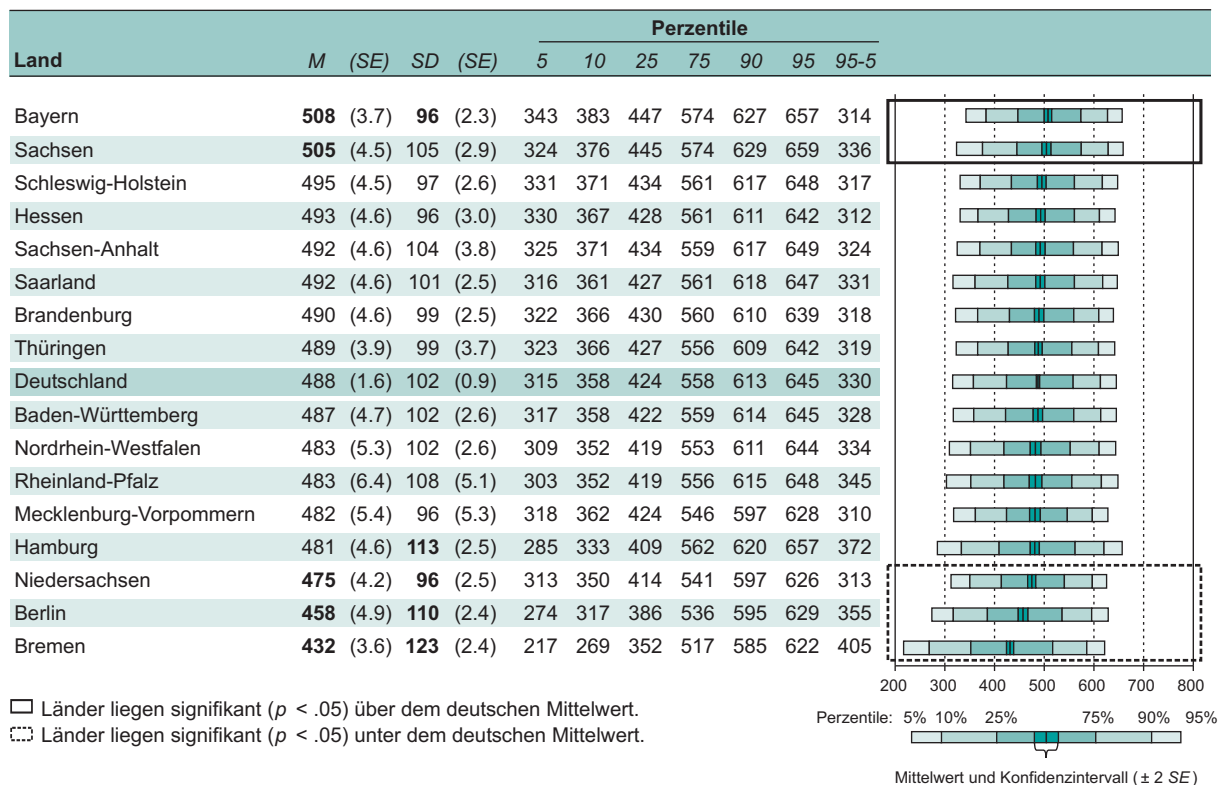 Perzentile
Land M (SE) SD (SE) 5 10 25 75 90 95 95-5
Bayern 508 (3.7) 96 (2.3) 343 383 447 574 627 657 314
Sachsen 505 (4.5) 105 (2.9) 324 376 445 574 629 659 336
Schleswig-Holstein 495 (4.5) 97 (2.6) 331 371 434 561 617 648 317
Hessen 493 (4.6) 96 (3.0) 330 367 428 561 611 642 312
Sachsen-Anhalt 492 (4.6) 104 (3.8) 325 371 434 559 617 649 324
Saarland 492 (4.6) 101 (2.5) 316 361 427 561 618 647 331
Brandenburg 490 (4.6) 99 (2.5) 322 366 430 560 610 639 318
Thüringen 489 (3.9) 99 (3.7) 323 366 427 556 609 642 319
Deutschland 488 (1.6) 102 (0.9) 315 358 424 558 613 645 330
Baden-Württemberg 487 (4.7) 102 (2.6) 317 358 422 559 614 645 328
Nordrhein-Westfalen 483 (5.3) 102 (2.6) 309 352 419 553 611 644 334
Rheinland-Pfalz 483 (6.4) 108 (5.1) 303 352 419 556 615 648 345
Mecklenburg-Vorpommern 482 (5.4) 96 (5.3) 318 362 424 546 597 628 310
Hamburg 481 (4.6) 113 (2.5) 285 333 409 562 620 657 372
Niedersachsen 475 (4.2) 96 (2.5) 313 350 414 541 597 626 313
Berlin 458 (4.9) 110 (2.4) 274 317 386 536 595 629 355
Bremen 432 (3.6) 123 (2.4) 217 269 352 517 585 622 405
200 300 400 500 600 700 800
Länder liegen signifikant (p < .05) über dem deutschen Mittelwert.
Länder liegen signifikant (p < .05) unter dem deutschen Mittelwert.
Perzentile: 5% 10% 25% 75% 90% 95%
Mittelwert und Konfidenzintervall (± 2 SE)